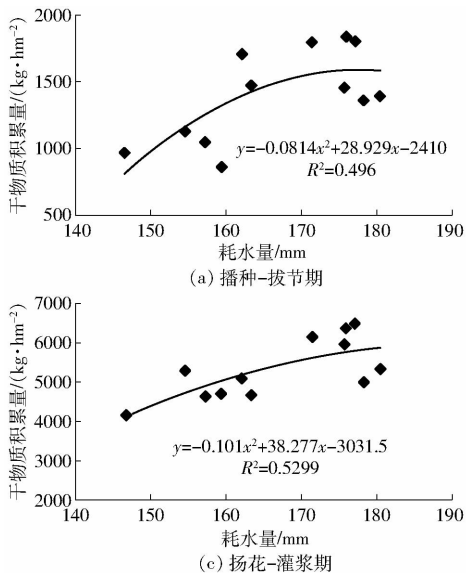 2000
1500
1000
500
干物质积累量/(kg·hm⁻²)
y=-0.0814x²+28.929x-2410
R²=0.496
140 150 160 170 180 190
耗水量/mm
(a) 播种-拔节期
7000
6000
5000
4000
3000
2000
干物质积累量/(kg·hm⁻²)
y=-0.101x²+38.277x-3031.5
R²=0.5299
140 150 160 170 180 190
耗水量/mm
(c) 扬花-灌浆期